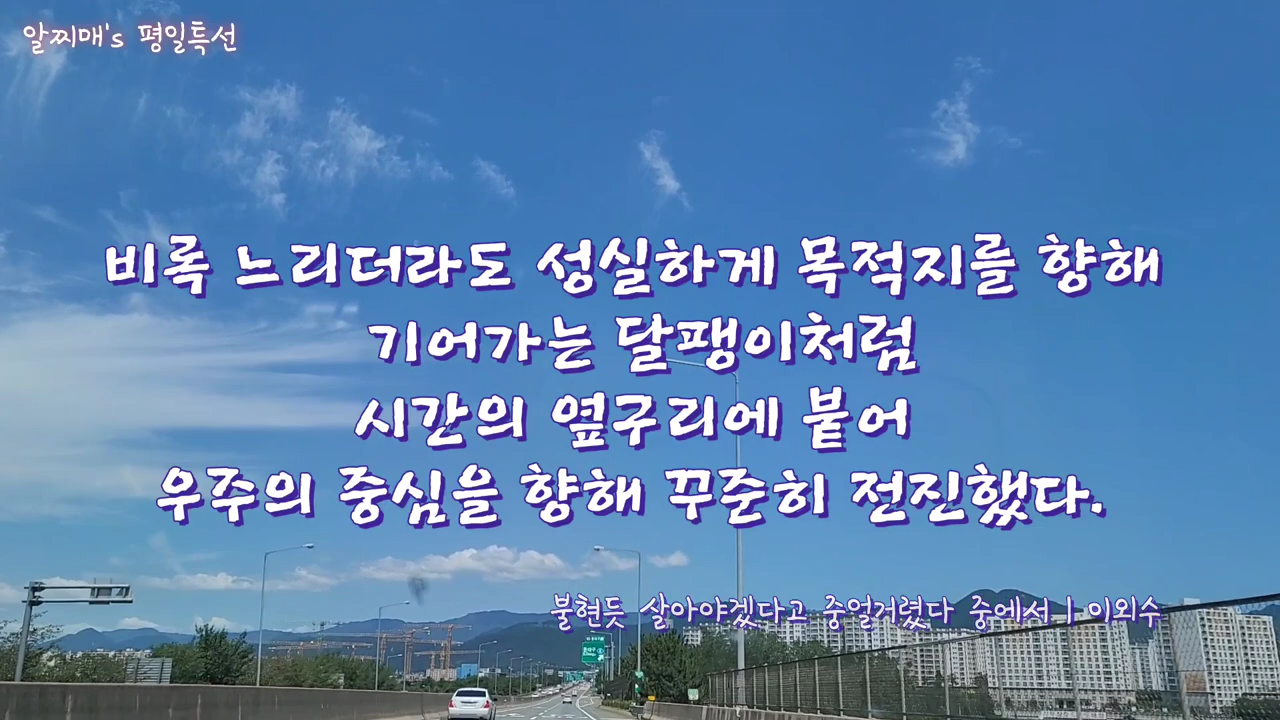 알찌매's 평일특선
비록 느리더라도 성실하게 목적지를 향해
기어가는 달팽이처럼
시간의 옆구리에 붙어
우주의 중심을 향해 꾸준히 전진했다.
불현듯 살아야겠다고 중얼거렸다 중에서 | 이외수